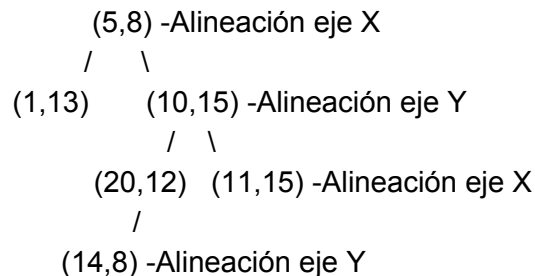 (5,8) -Alineación eje X
/ \
(1,13) (10,15) -Alineación eje Y
/ \
(20,12) (11,15) -Alineación eje X
/
(14,8) -Alineación eje Y